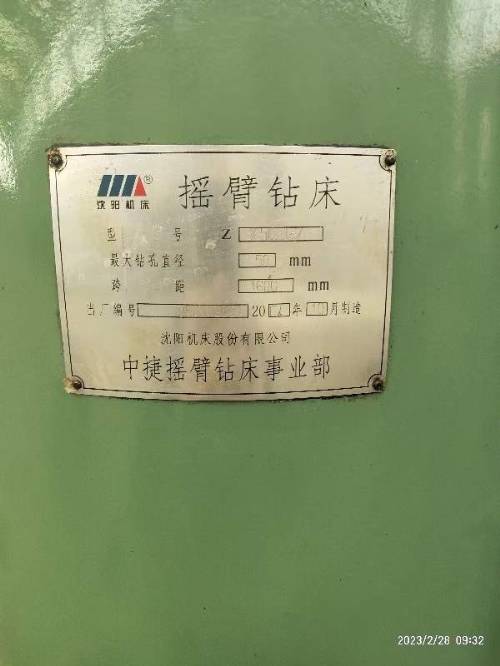 沈阳机床 ®
摇臂钻床
型号 Z
最大钻孔直径 50 mm
跨距 1600 mm
出厂编号 20 年 月制造
沈阳机床股份有限公司
中捷摇臂钻床事业部
2023/2/28 09:32